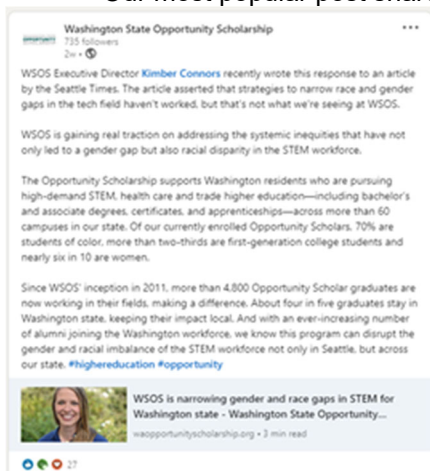 Our most popular post shar
Washington State Opportunity Scholarship
OPPORTUNITY
735 followers
2w •
WSOS Executive Director Kimber Connors recently wrote this response to an article
by the Seattle Times. The article asserted that strategies to narrow race and gender
gaps in the tech field haven't worked, but that's not what we're seeing at WSOS.
WSOS is gaining real traction on addressing the systemic inequities that have not
only led to a gender gap but also racial disparity in the STEM workforce.
The Opportunity Scholarship supports Washington residents who are pursuing
high-demand STEM, health care and trade higher education—including bachelor's
and associate degrees, certificates, and apprenticeships—across more than 60
campuses in our state. Of our currently enrolled Opportunity Scholars, 70% are
students of color, more than two-thirds are first-generation college students and
nearly six in 10 are women.
Since WSOS' inception in 2011, more than 4,800 Opportunity Scholar graduates are
now working in their fields, making a difference. About four in five graduates stay in
Washington state, keeping their impact local. And with an ever-increasing number
of alumni joining the Washington workforce, we know this program can disrupt the
gender and racial imbalance of the STEM workforce not only in Seattle, but across
our state. #highereducation #opportunity
WSOS is narrowing gender and race gaps in STEM for
Washington state - Washington State Opportunity...
waopportunityscholarship.org • 3 min read
27